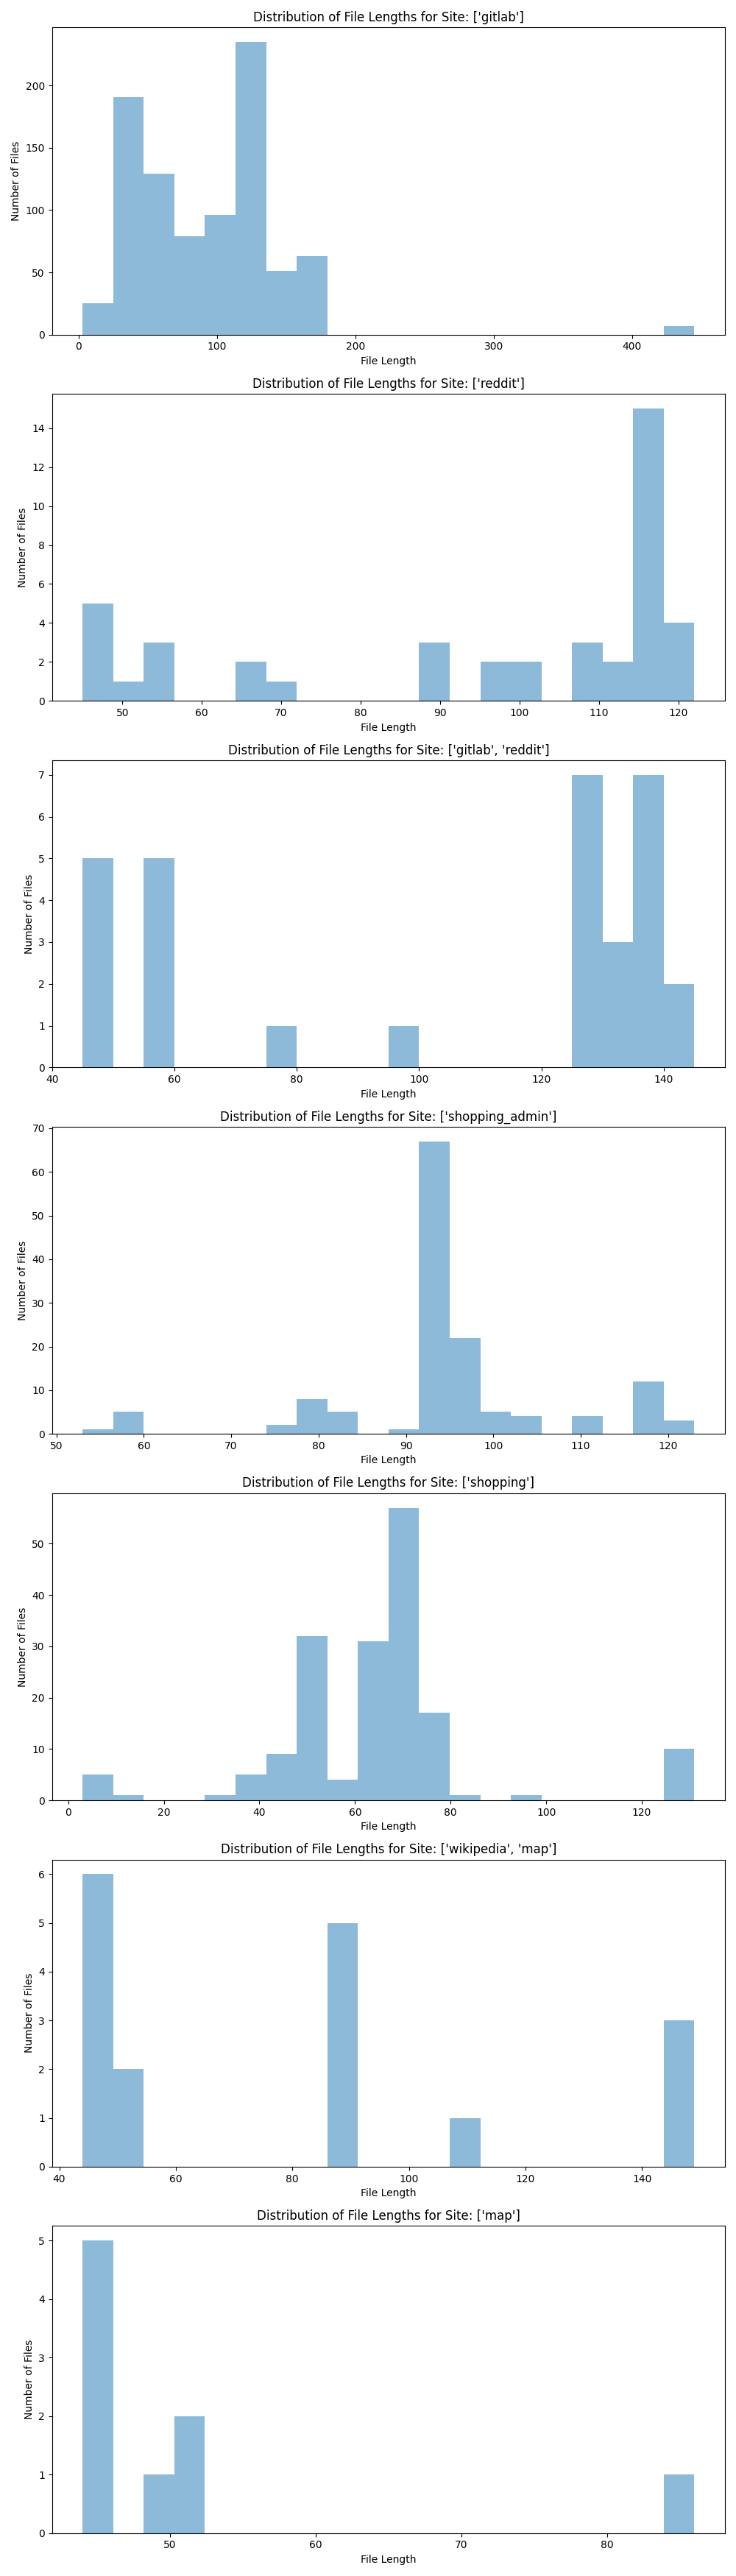 Distribution of File Lengths for Site: ['gitlab']
200
150
100
50
0
Number of Files
0 100 200 300 400
File Length
Distribution of File Lengths for Site: ['reddit']
14
12
10
8
6
4
2
0
Number of Files
50 60 70 80 90 100 110 120
File Length
Distribution of File Lengths for Site: ['gitlab', 'reddit']
7
6
5
4
3
2
1
0
Number of Files
40 60 80 100 120 140
File Length
Distribution of File Lengths for Site: ['shopping_admin']
70
60
50
40
30
20
10
0
Number of Files
50 60 70 80 90 100 110 120
File Length
Distribution of File Lengths for Site: ['shopping']
50
40
30
20
10
0
Number of Files
0 20 40 60 80 100 120
File Length
Distribution of File Lengths for Site: ['wikipedia', 'map']
6
5
4
3
2
1
0
Number of Files
40 60 80 100 120 140
File Length
Distribution of File Lengths for Site: ['map']
5
4
3
2
1
0
Number of Files
50 60 70 80
File Length